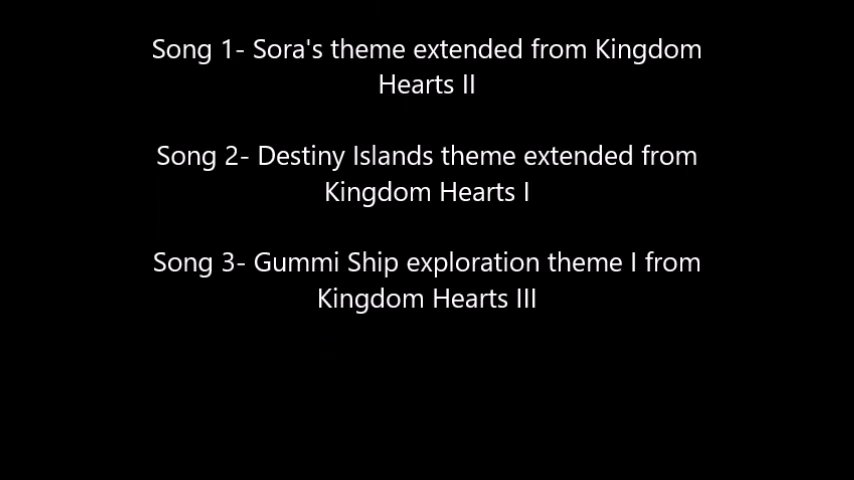 Song 1- Sora's theme extended from Kingdom
Hearts II
Song 2- Destiny Islands theme extended from
Kingdom Hearts I
Song 3- Gummi Ship exploration theme I from
Kingdom Hearts III